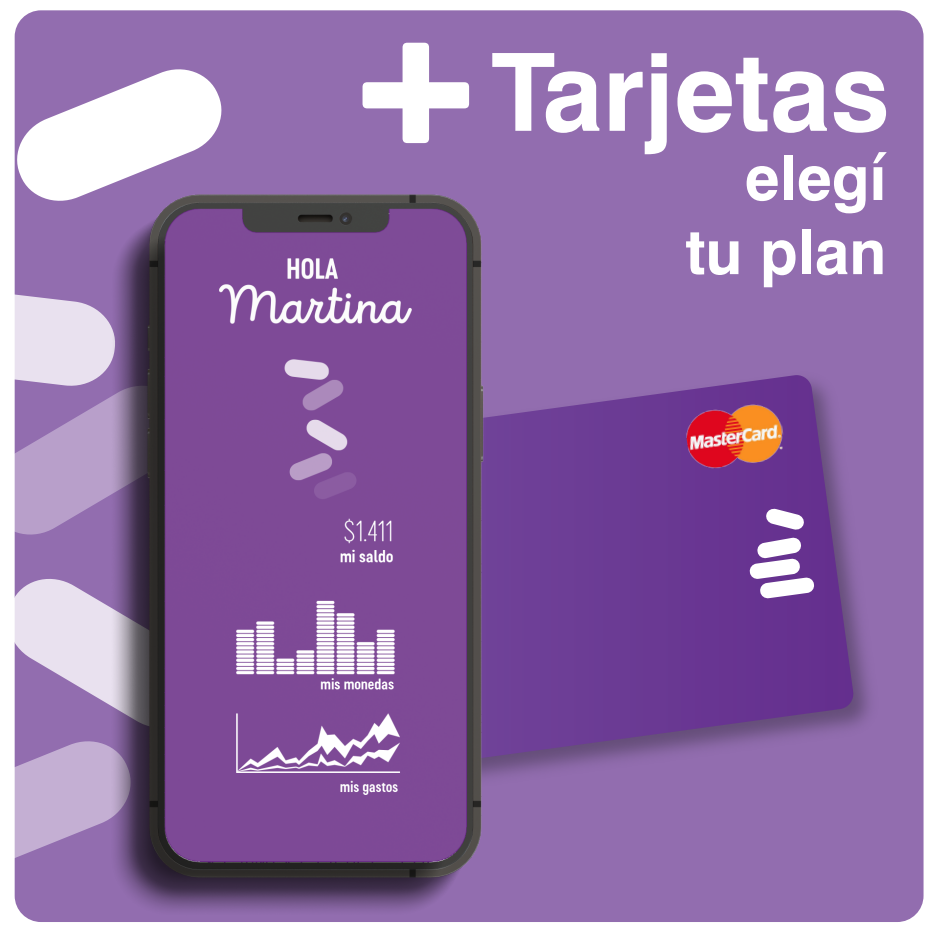 + Tarjetas
elegí
tu plan
HOLA
Martina
$1.411
mi saldo
mis monedas
mis gastos
MasterCard